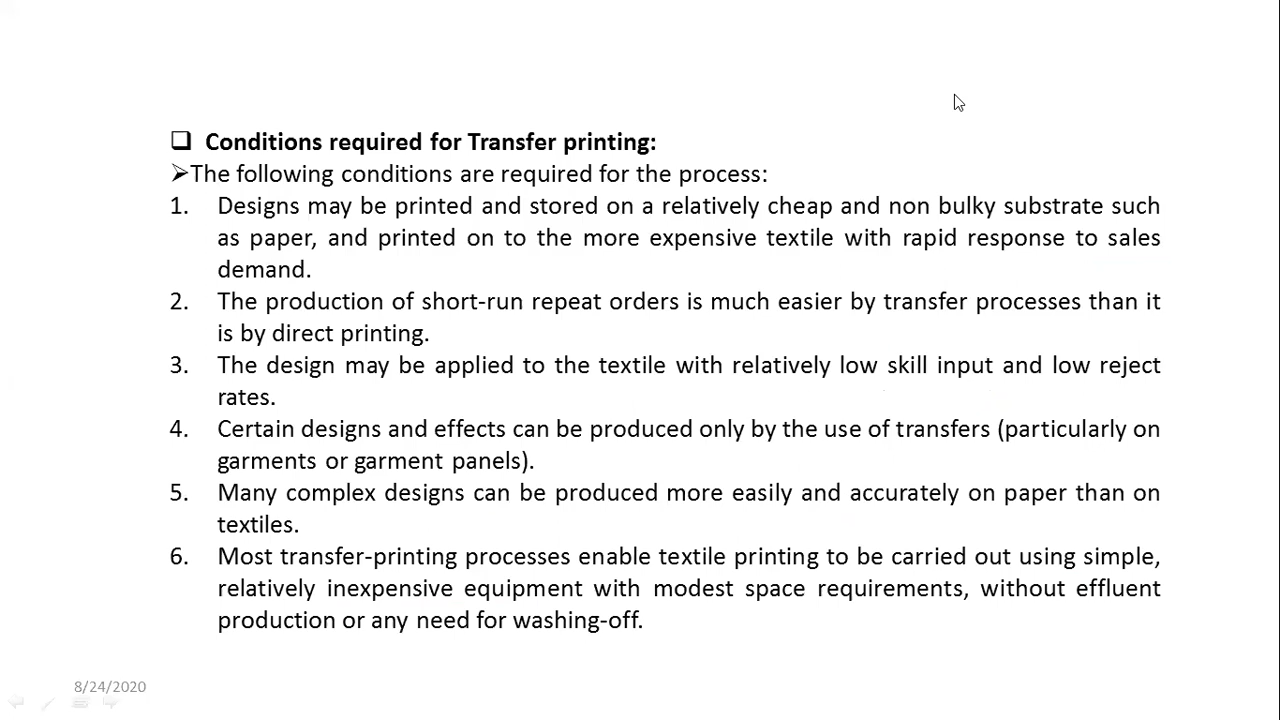 ❑ Conditions required for Transfer printing:
➢The following conditions are required for the process:
1. Designs may be printed and stored on a relatively cheap and non bulky substrate such
as paper, and printed on to the more expensive textile with rapid response to sales
demand.
2. The production of short-run repeat orders is much easier by transfer processes than it
is by direct printing.
3. The design may be applied to the textile with relatively low skill input and low reject
rates.
4. Certain designs and effects can be produced only by the use of transfers (particularly on
garments or garment panels).
5. Many complex designs can be produced more easily and accurately on paper than on
textiles.
6. Most transfer-printing processes enable textile printing to be carried out using simple,
relatively inexpensive equipment with modest space requirements, without effluent
production or any need for washing-off.
8/24/2020